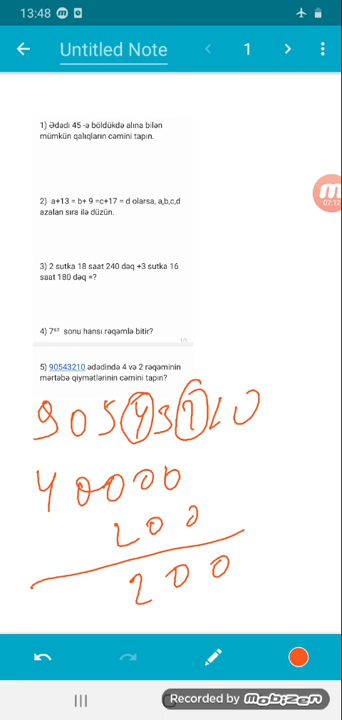 13:48
Untitled Note
1
1) Ədədi 45 -ə böldükdə alına bilən
mümkün qalıqların cəmini tapın.
2) a+13 = b+ 9 =c+17 = d olarsa, a,b,c,d
azalan sıra ilə düzün.
07:12
3) 2 sutka 18 saat 240 dəq +3 sutka 16
saat 180 dəq =?
4) 7⁶⁷ sonu hansı rəqəmlə bitir?
5) 90543210 ədədində 4 və 2 rəqəminin
mərtəbə qiymətlərinin cəmini tapın?
90543210
40000
200
200
Recorded by mobizen